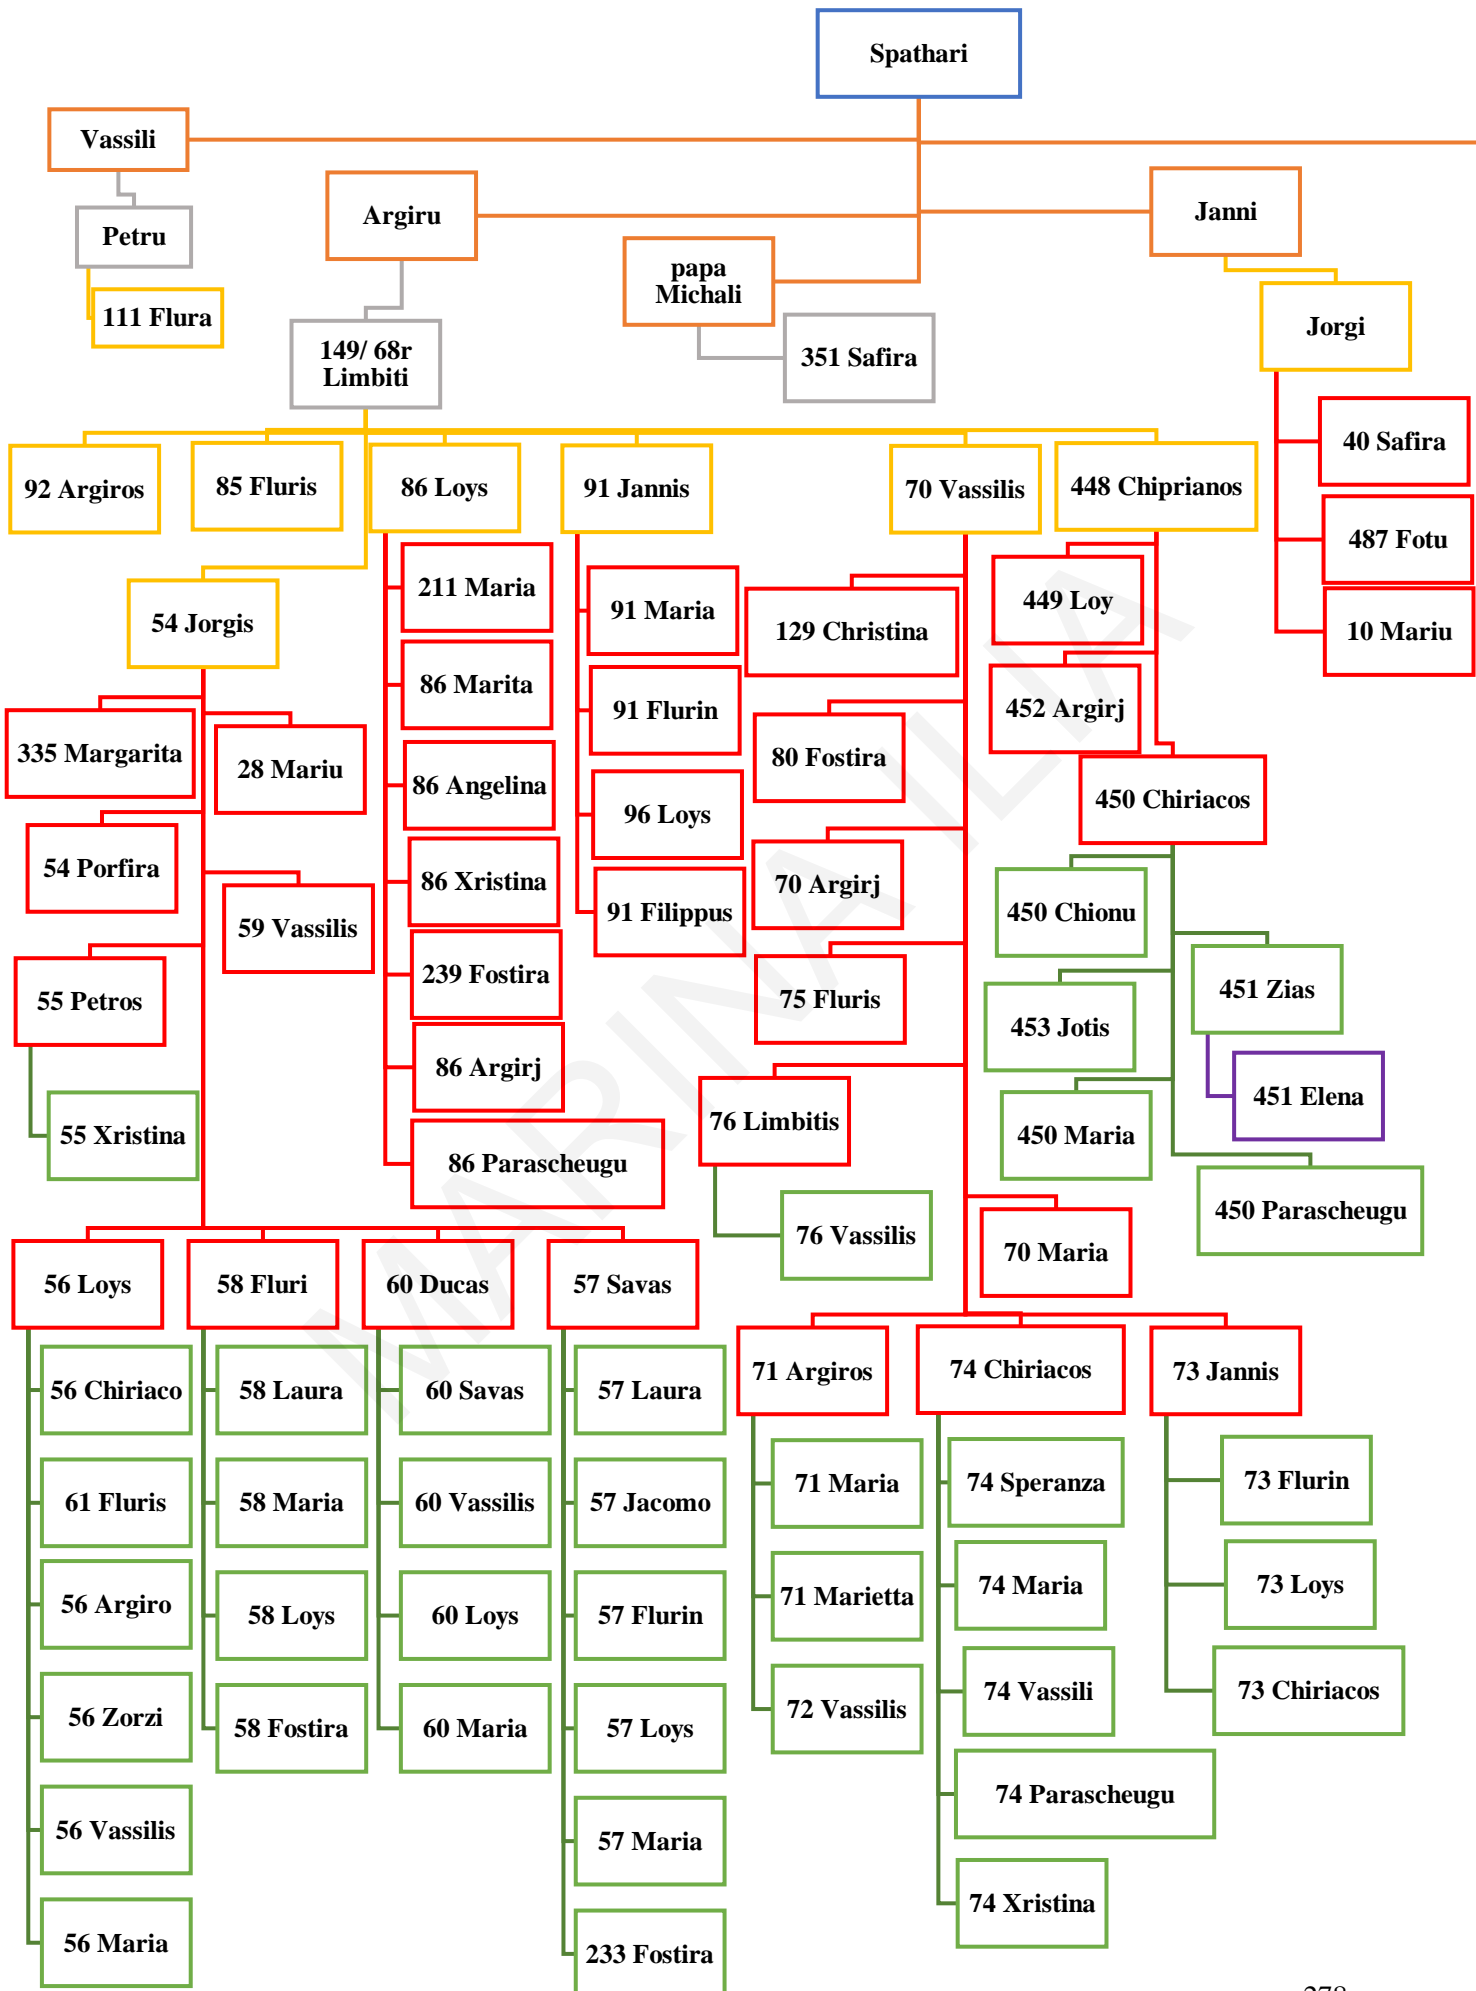 Spathari
Vassili
Argiru
Janni
Petru
papa
Michali
111 Flura
149/ 68r
Limbiti
351 Safira
Jorgi
40 Safira
487 Fotu
10 Mariu
92 Argiros
85 Fluris
86 Loys
91 Jannis
70 Vassilis
448 Chiprianos
54 Jorgis
211 Maria
86 Marita
86 Angelina
86 Xristina
239 Fostira
86 Argirj
86 Parascheugu
91 Maria
91 Flurin
96 Loys
91 Filippus
129 Christina
80 Fostira
70 Argirj
75 Fluris
76 Limbitis
76 Vassilis
70 Maria
449 Loy
452 Argirj
450 Chiriacos
450 Chionu
451 Zias
453 Jotis
451 Elena
450 Maria
450 Parascheugu
335 Margarita
28 Mariu
54 Porfira
59 Vassilis
55 Petros
55 Xristina
56 Loys
58 Fluri
60 Ducas
57 Savas
56 Chiriaco
61 Fluris
56 Argiro
56 Zorzi
56 Vassilis
56 Maria
58 Laura
58 Maria
58 Loys
58 Fostira
60 Savas
60 Vassilis
60 Loys
60 Maria
57 Laura
57 Jacomo
57 Flurin
57 Loys
57 Maria
233 Fostira
71 Argiros
74 Chiriacos
73 Jannis
71 Maria
71 Marietta
72 Vassilis
74 Speranza
74 Maria
74 Vassili
74 Parascheugu
74 Xristina
73 Flurin
73 Loys
73 Chiriacos
MARINA ILIA
278